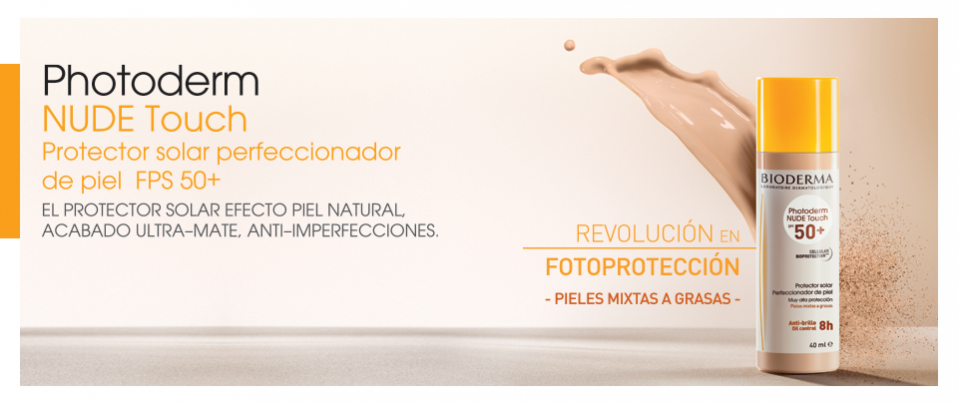 Photoderm
NUDE Touch
Protector solar perfeccionador
de piel FPS 50+
EL PROTECTOR SOLAR EFECTO PIEL NATURAL,
ACABADO ULTRA-MATE, ANTI-IMPERFECCIONES.
REVOLUCIÓN EN
FOTOPROTECCIÓN
- PIELES MIXTAS A GRASAS -
BIODERMA
LABORATOIRE DERMATOLOGIQUE
Photoderm
NUDE Touch
50+
CELLULAR
BIOPROTECTION
Protector solar
Perfeccionador de piel
Muy alta protección
Pieles mixtas a grasas
Anti-brillo
Oil control 8h
40 ml e